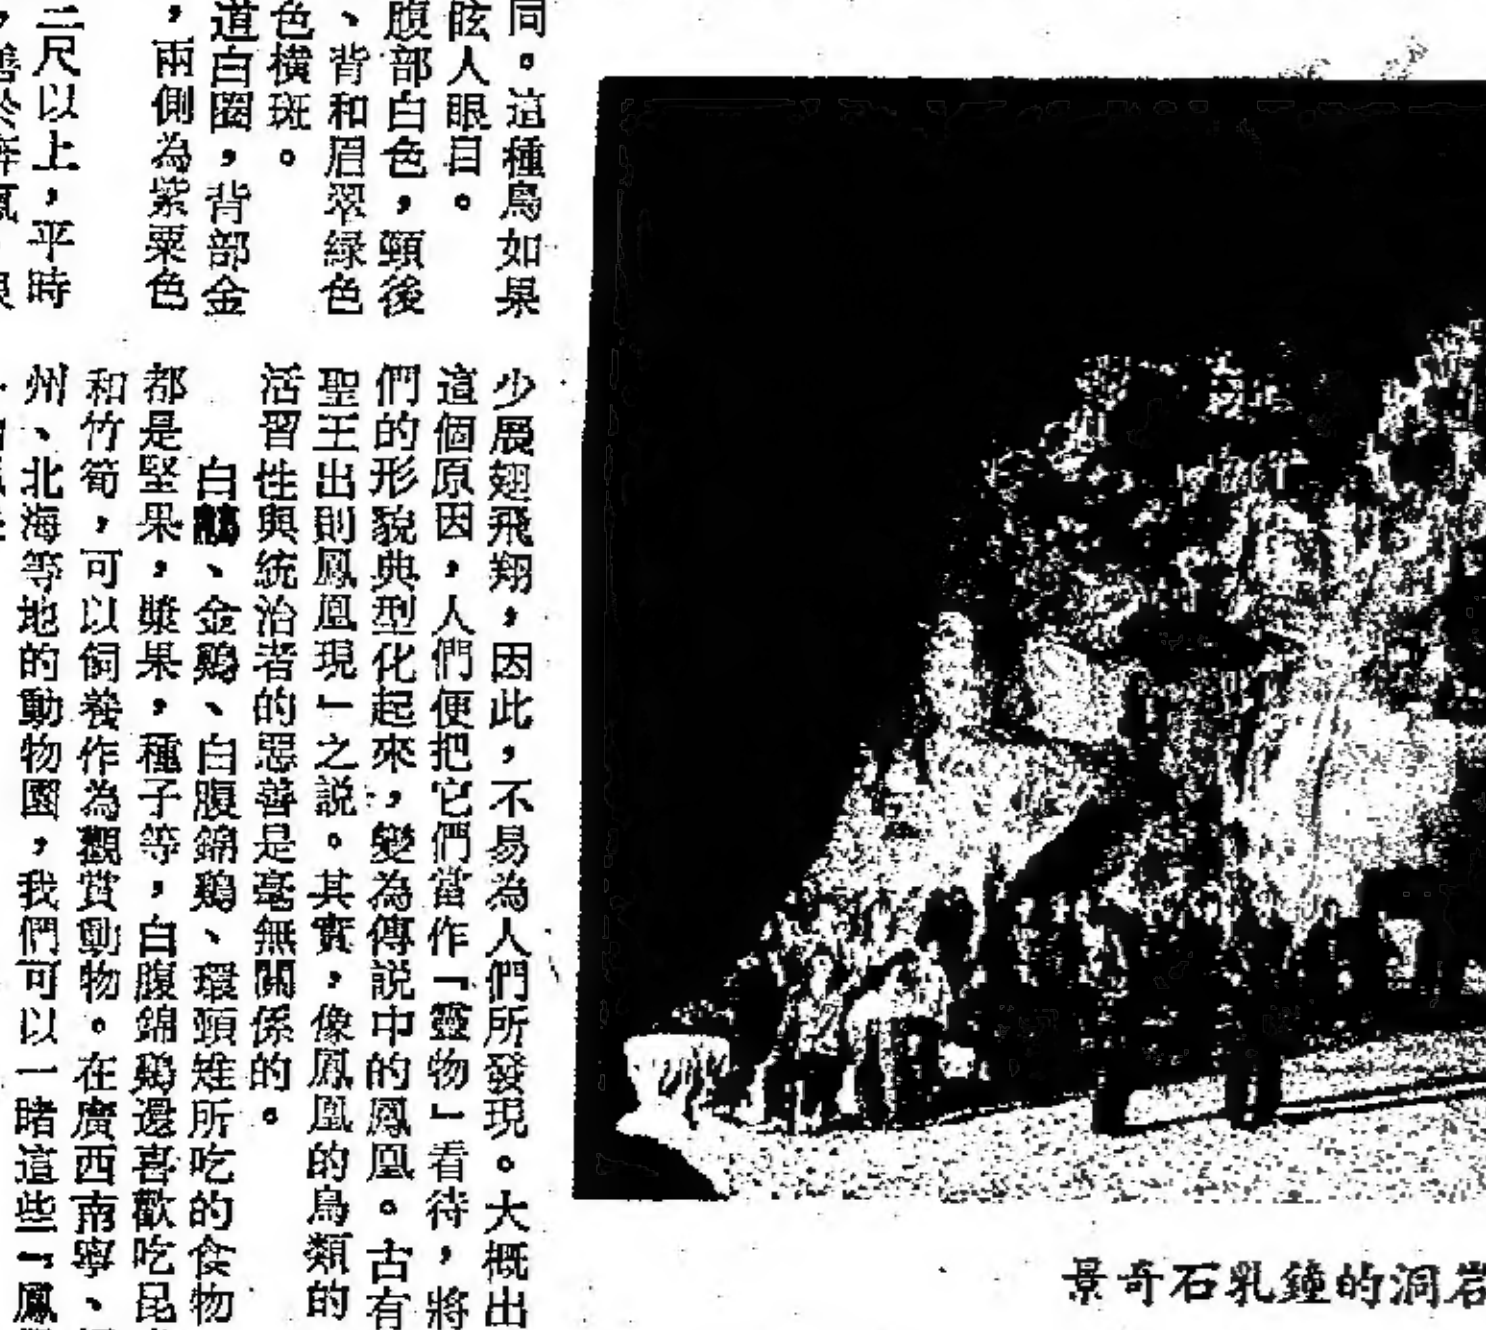 同。這種鳥如果
眩人眼目。
腹部白色，頸後
、背和眉翠綠色
色橫斑。
道白圈，背部金
，兩側為紫栗色
二尺以上，平時
，善於奔
少展翅飛翔，因此，不易為人們所發現。大概出
這個原因，人們便把它們當作「靈物」看待，將
們的形貌典型化起來，變為傳説中的鳳凰。古有
聖王出則鳳凰現」之説。其實，像鳳凰的鳥類的
活習性與統治者的惡善是毫無關係的。
白鷴、金鷄、白腹錦鷄、環頸雉所吃的食物
都是堅果，漿果，種子等，白腹錦鷄還喜歡吃昆
和竹筍，可以飼養作為觀賞動物。在廣西南寧、
州、北海等地的動物園，我們可以一睹這些「鳳
景奇石乳鐘的洞岩